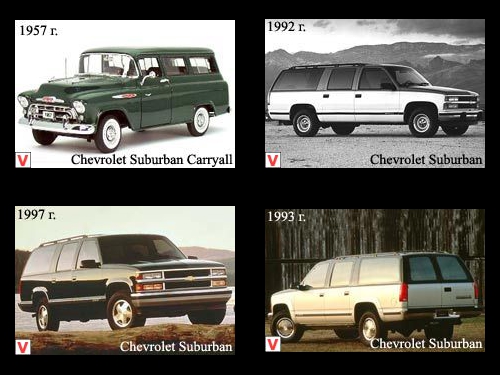 1957 г.
V Chevrolet Suburban Carryall
1992 г.
V Chevrolet Suburban
1997 г.
V Chevrolet Suburban
1993 г.
V Chevrolet Suburban